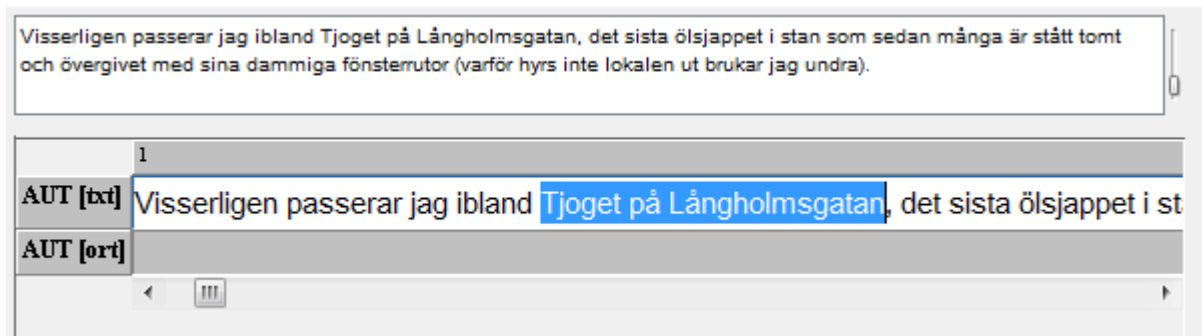 Visserligen passerar jag ibland Tjoget på Långholmsgatan, det sista ölsjappet i stan som sedan många är stått tomt
och övergivet med sina dammiga fönsterrutor (varför hyrs inte lokalen ut brukar jag undra).
1
AUT [txt] Visserligen passerar jag ibland Tjoget på Långholmsgatan, det sista ölsjappet i st
AUT [ort]